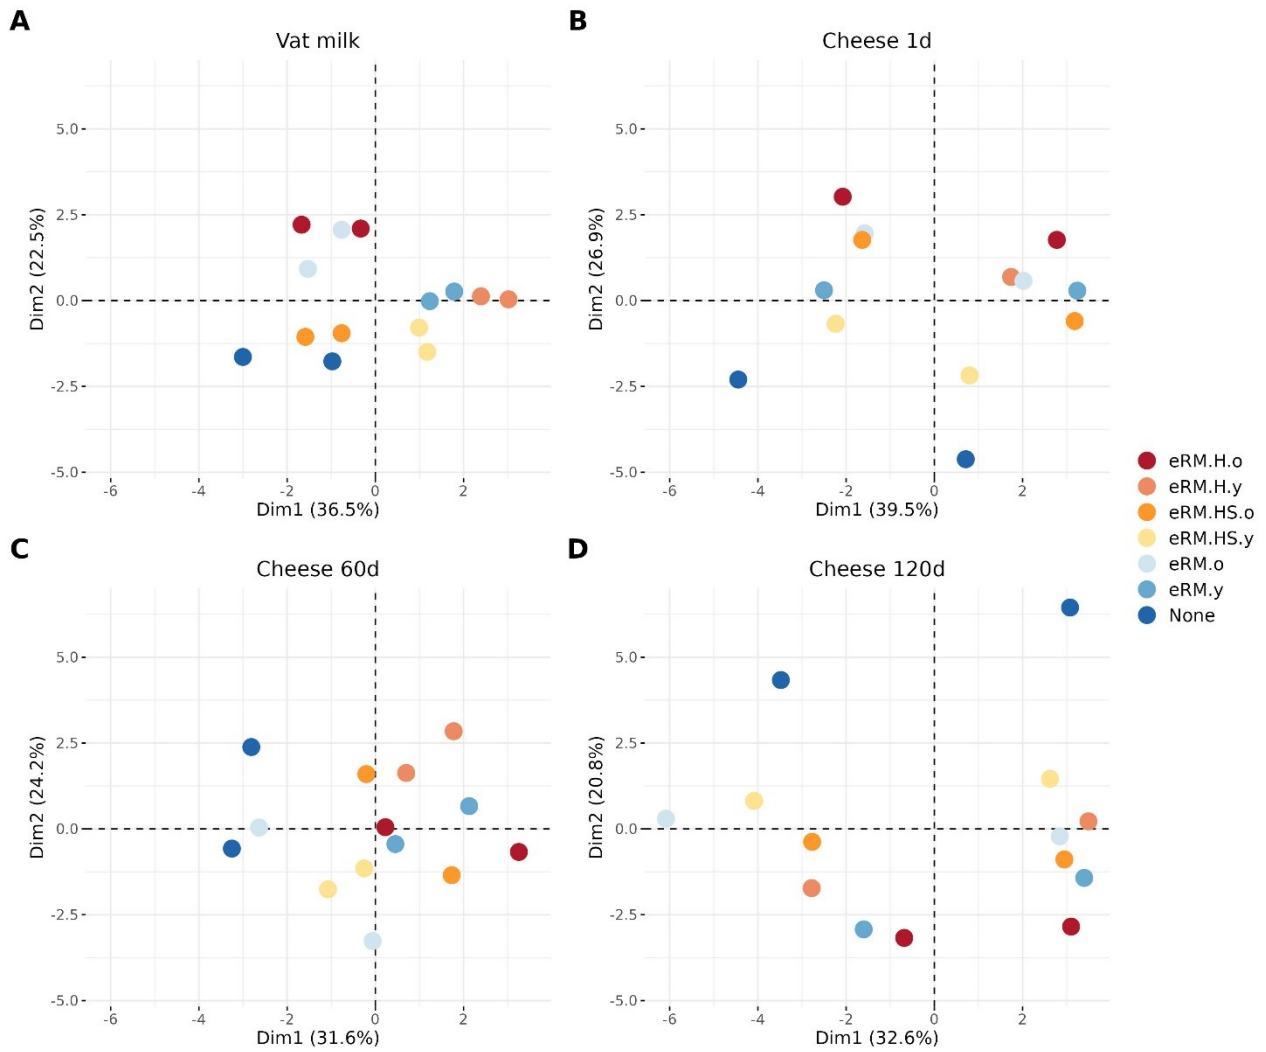 A
Vat milk
5.0
2.5
0.0
-2.5
-5.0
Dim2 (22.5%)
-6 -4 -2 0 2
Dim1 (36.5%)
B
Cheese 1d
5.0
2.5
0.0
-2.5
-5.0
Dim2 (26.9%)
-6 -4 -2 0 2
Dim1 (39.5%)
C
Cheese 60d
5.0
2.5
0.0
-2.5
-5.0
Dim2 (24.2%)
-6 -4 -2 0 2
Dim1 (31.6%)
D
Cheese 120d
5.0
2.5
0.0
-2.5
-5.0
Dim2 (20.8%)
-6 -4 -2 0 2
Dim1 (32.6%)
eRM.H.o
eRM.H.y
eRM.HS.o
eRM.HS.y
eRM.o
eRM.y
None